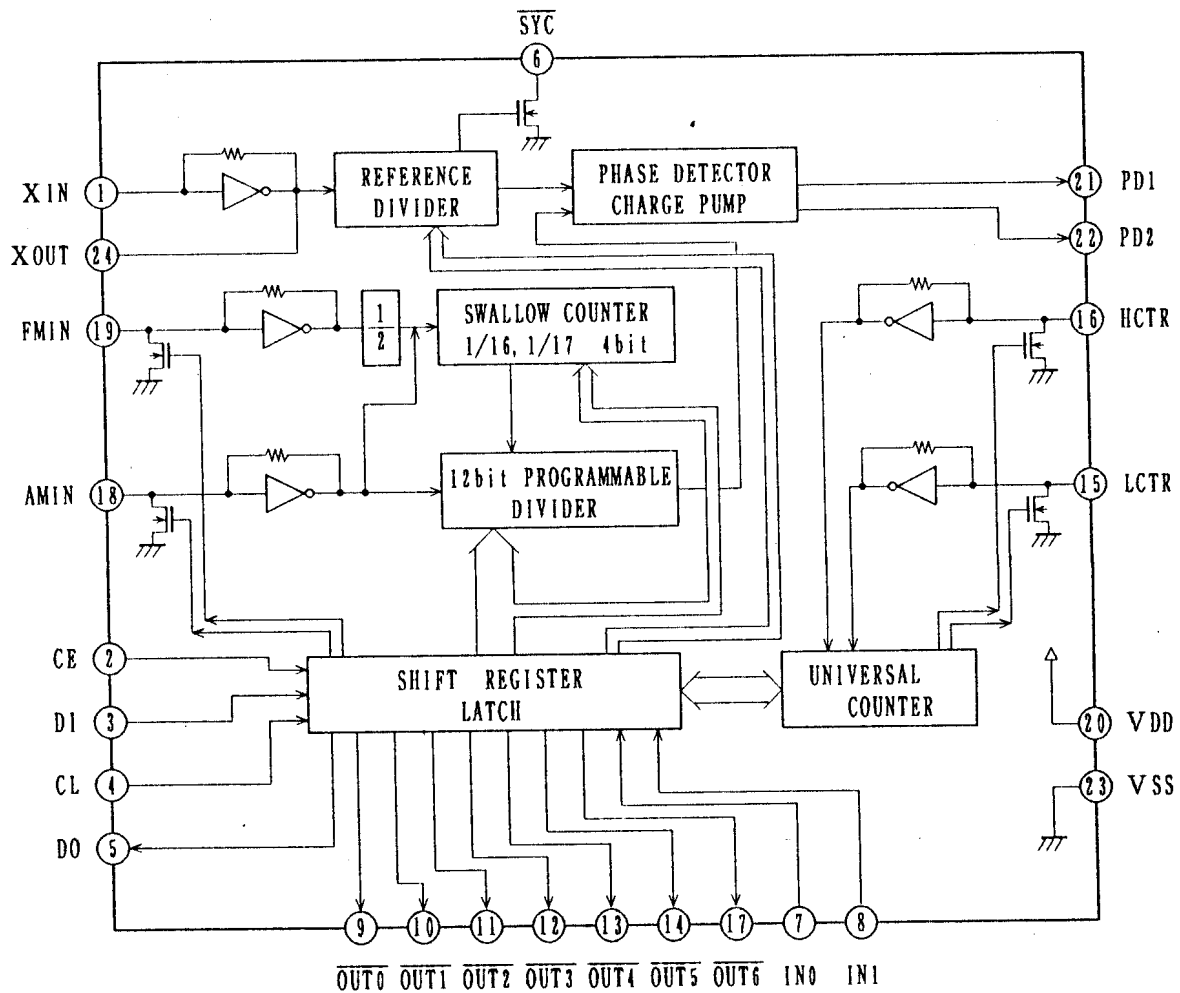 SYC
6
XIN
1
REFERENCE
DIVIDER
PHASE DETECTOR
CHARGE PUMP
21
PD1
22
PD2
XOUT
24
FMIN
19
1
2
SWALLOW COUNTER
1/16, 1/17 4bit
16
HCTR
AMIN
18
12bit PROGRAMMABLE
DIVIDER
15
LCTR
CE
2
DI
3
CL
4
DO
5
SHIFT REGISTER
LATCH
UNIVERSAL
COUNTER
20
VDD
23
VSS
9
10
11
12
13
14
17
7
8
OUT0
OUT1
OUT2
OUT3
OUT4
OUT5
OUT6
IN0
IN1